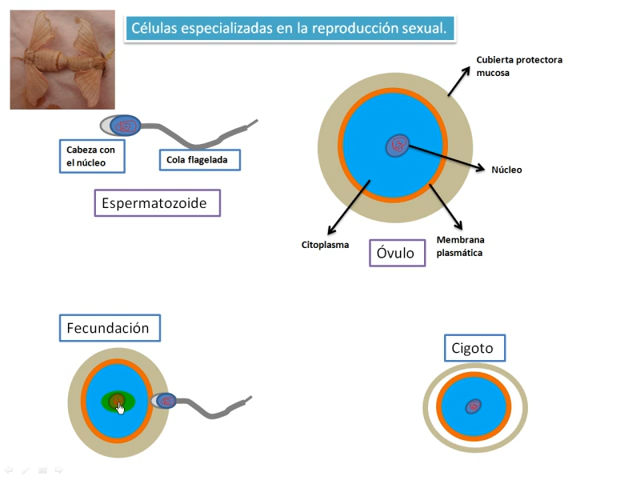 Células especializadas en la reproducción sexual.
Cubierta protectora
mucosa
Cabeza con
el núcleo
Cola flagelada
Núcleo
Espermatozoide
Citoplasma
Óvulo
Membrana
plasmática
Fecundación
Cigoto